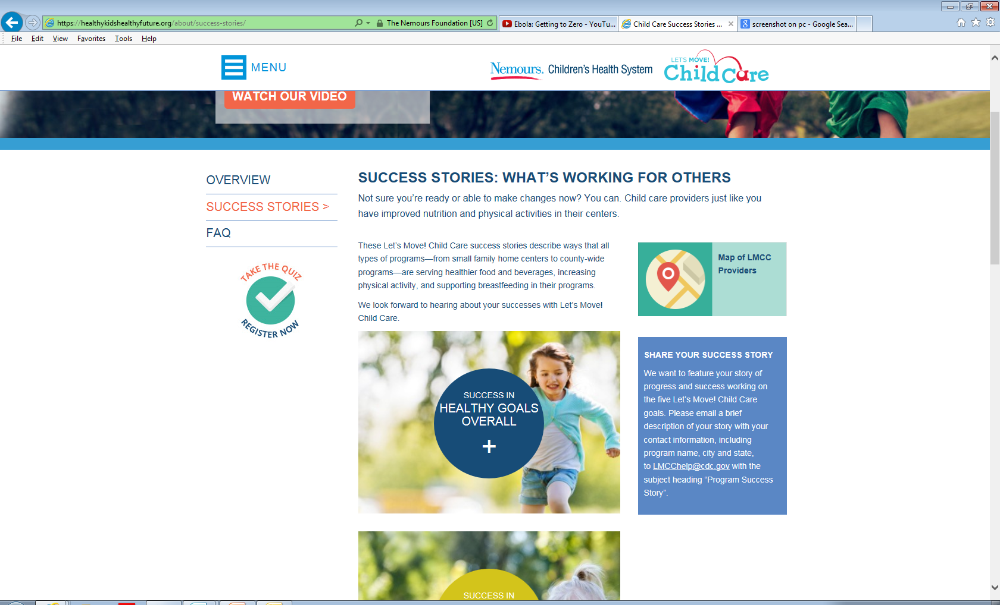 https://healthykidshealthyfuture.org/about/success-stories/
The Nemours Foundation [US]
Ebola: Getting to Zero - YouTu...
Child Care Success Stories ...
screenshot on pc - Google Sea...
File Edit View Favorites Tools Help
MENU
Nemours. Children's Health System
LET'S MOVE!
Child Care
WATCH OUR VIDEO
OVERVIEW
SUCCESS STORIES >
FAQ
TAKE THE QUIZ
REGISTER NOW
SUCCESS STORIES: WHAT'S WORKING FOR OTHERS
Not sure you're ready or able to make changes now? You can. Child care providers just like you
have improved nutrition and physical activities in their centers.
These Let's Move! Child Care success stories describe ways that all
types of programs—from small family home centers to county-wide
programs—are serving healthier food and beverages, increasing
physical activity, and supporting breastfeeding in their programs.
We look forward to hearing about your successes with Let's Move!
Child Care.
SUCCESS IN
HEALTHY GOALS
OVERALL
+
SUCCESS IN
Map of LMCC
Providers
SHARE YOUR SUCCESS STORY
We want to feature your story of
progress and success working on
the five Let's Move! Child Care
goals. Please email a brief
description of your story with your
contact information, including
program name, city and state,
to LMCChelp@cdc.gov with the
subject heading “Program Success
Story”.